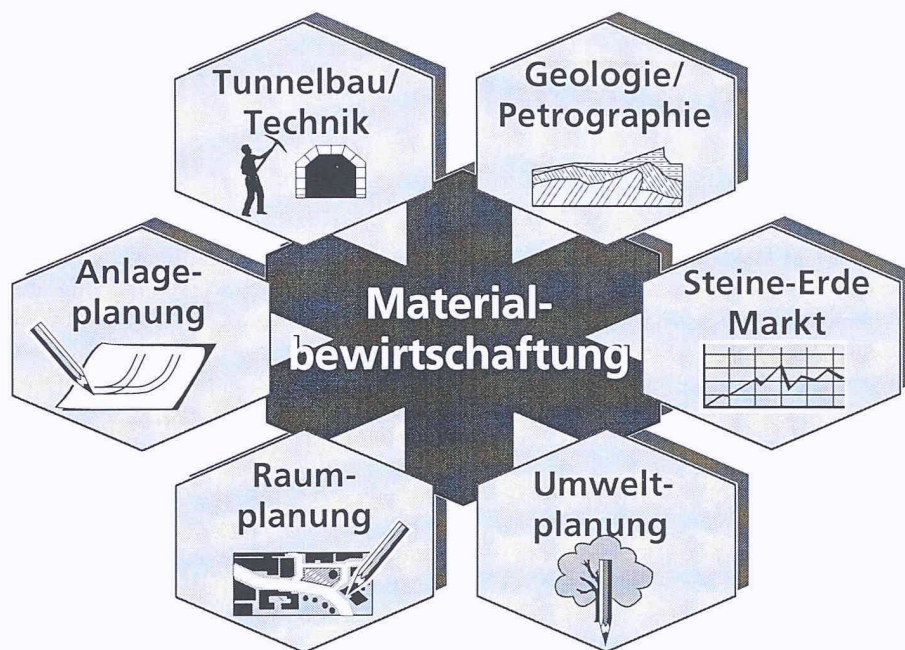 Tunnelbau/
Technik
Geologie/
Petrographie
Anlage-
planung
Material-
bewirtschaftung
Steine-Erde
Markt
Raum-
planung
Umwelt-
planung